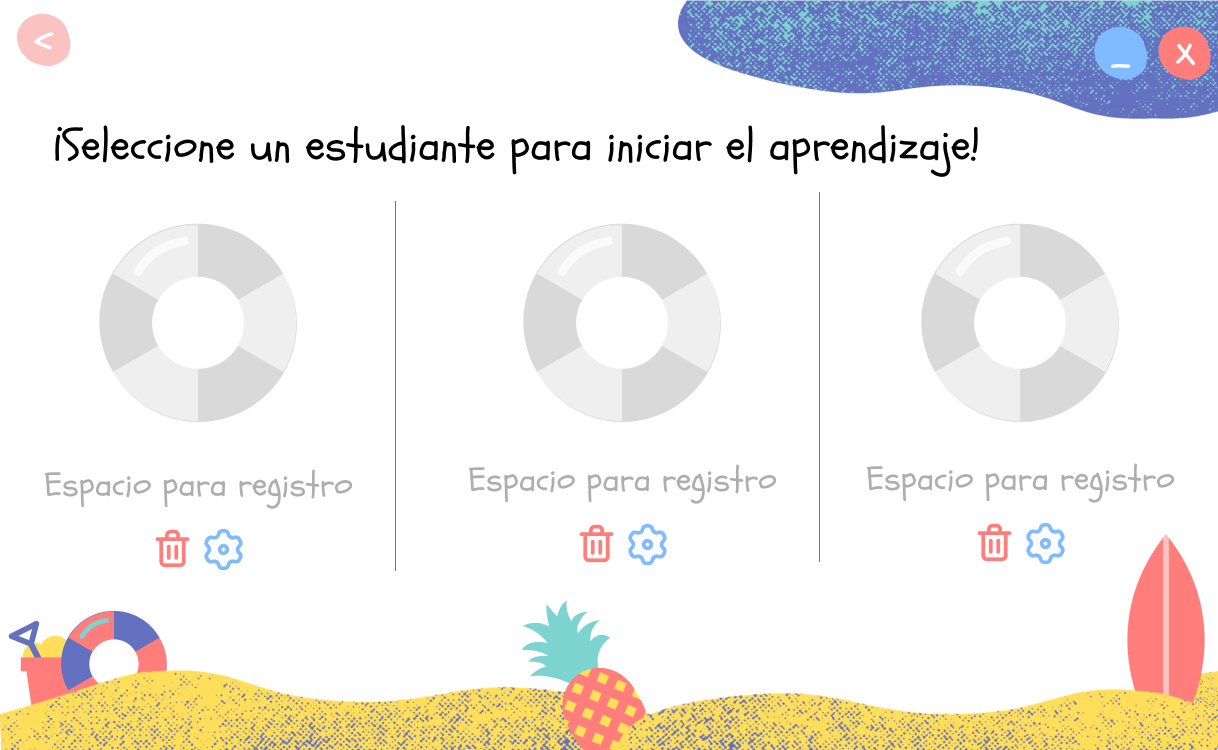 <
_
X
¡Seleccione un estudiante para iniciar el aprendizaje!
Espacio para registro
Espacio para registro
Espacio para registro